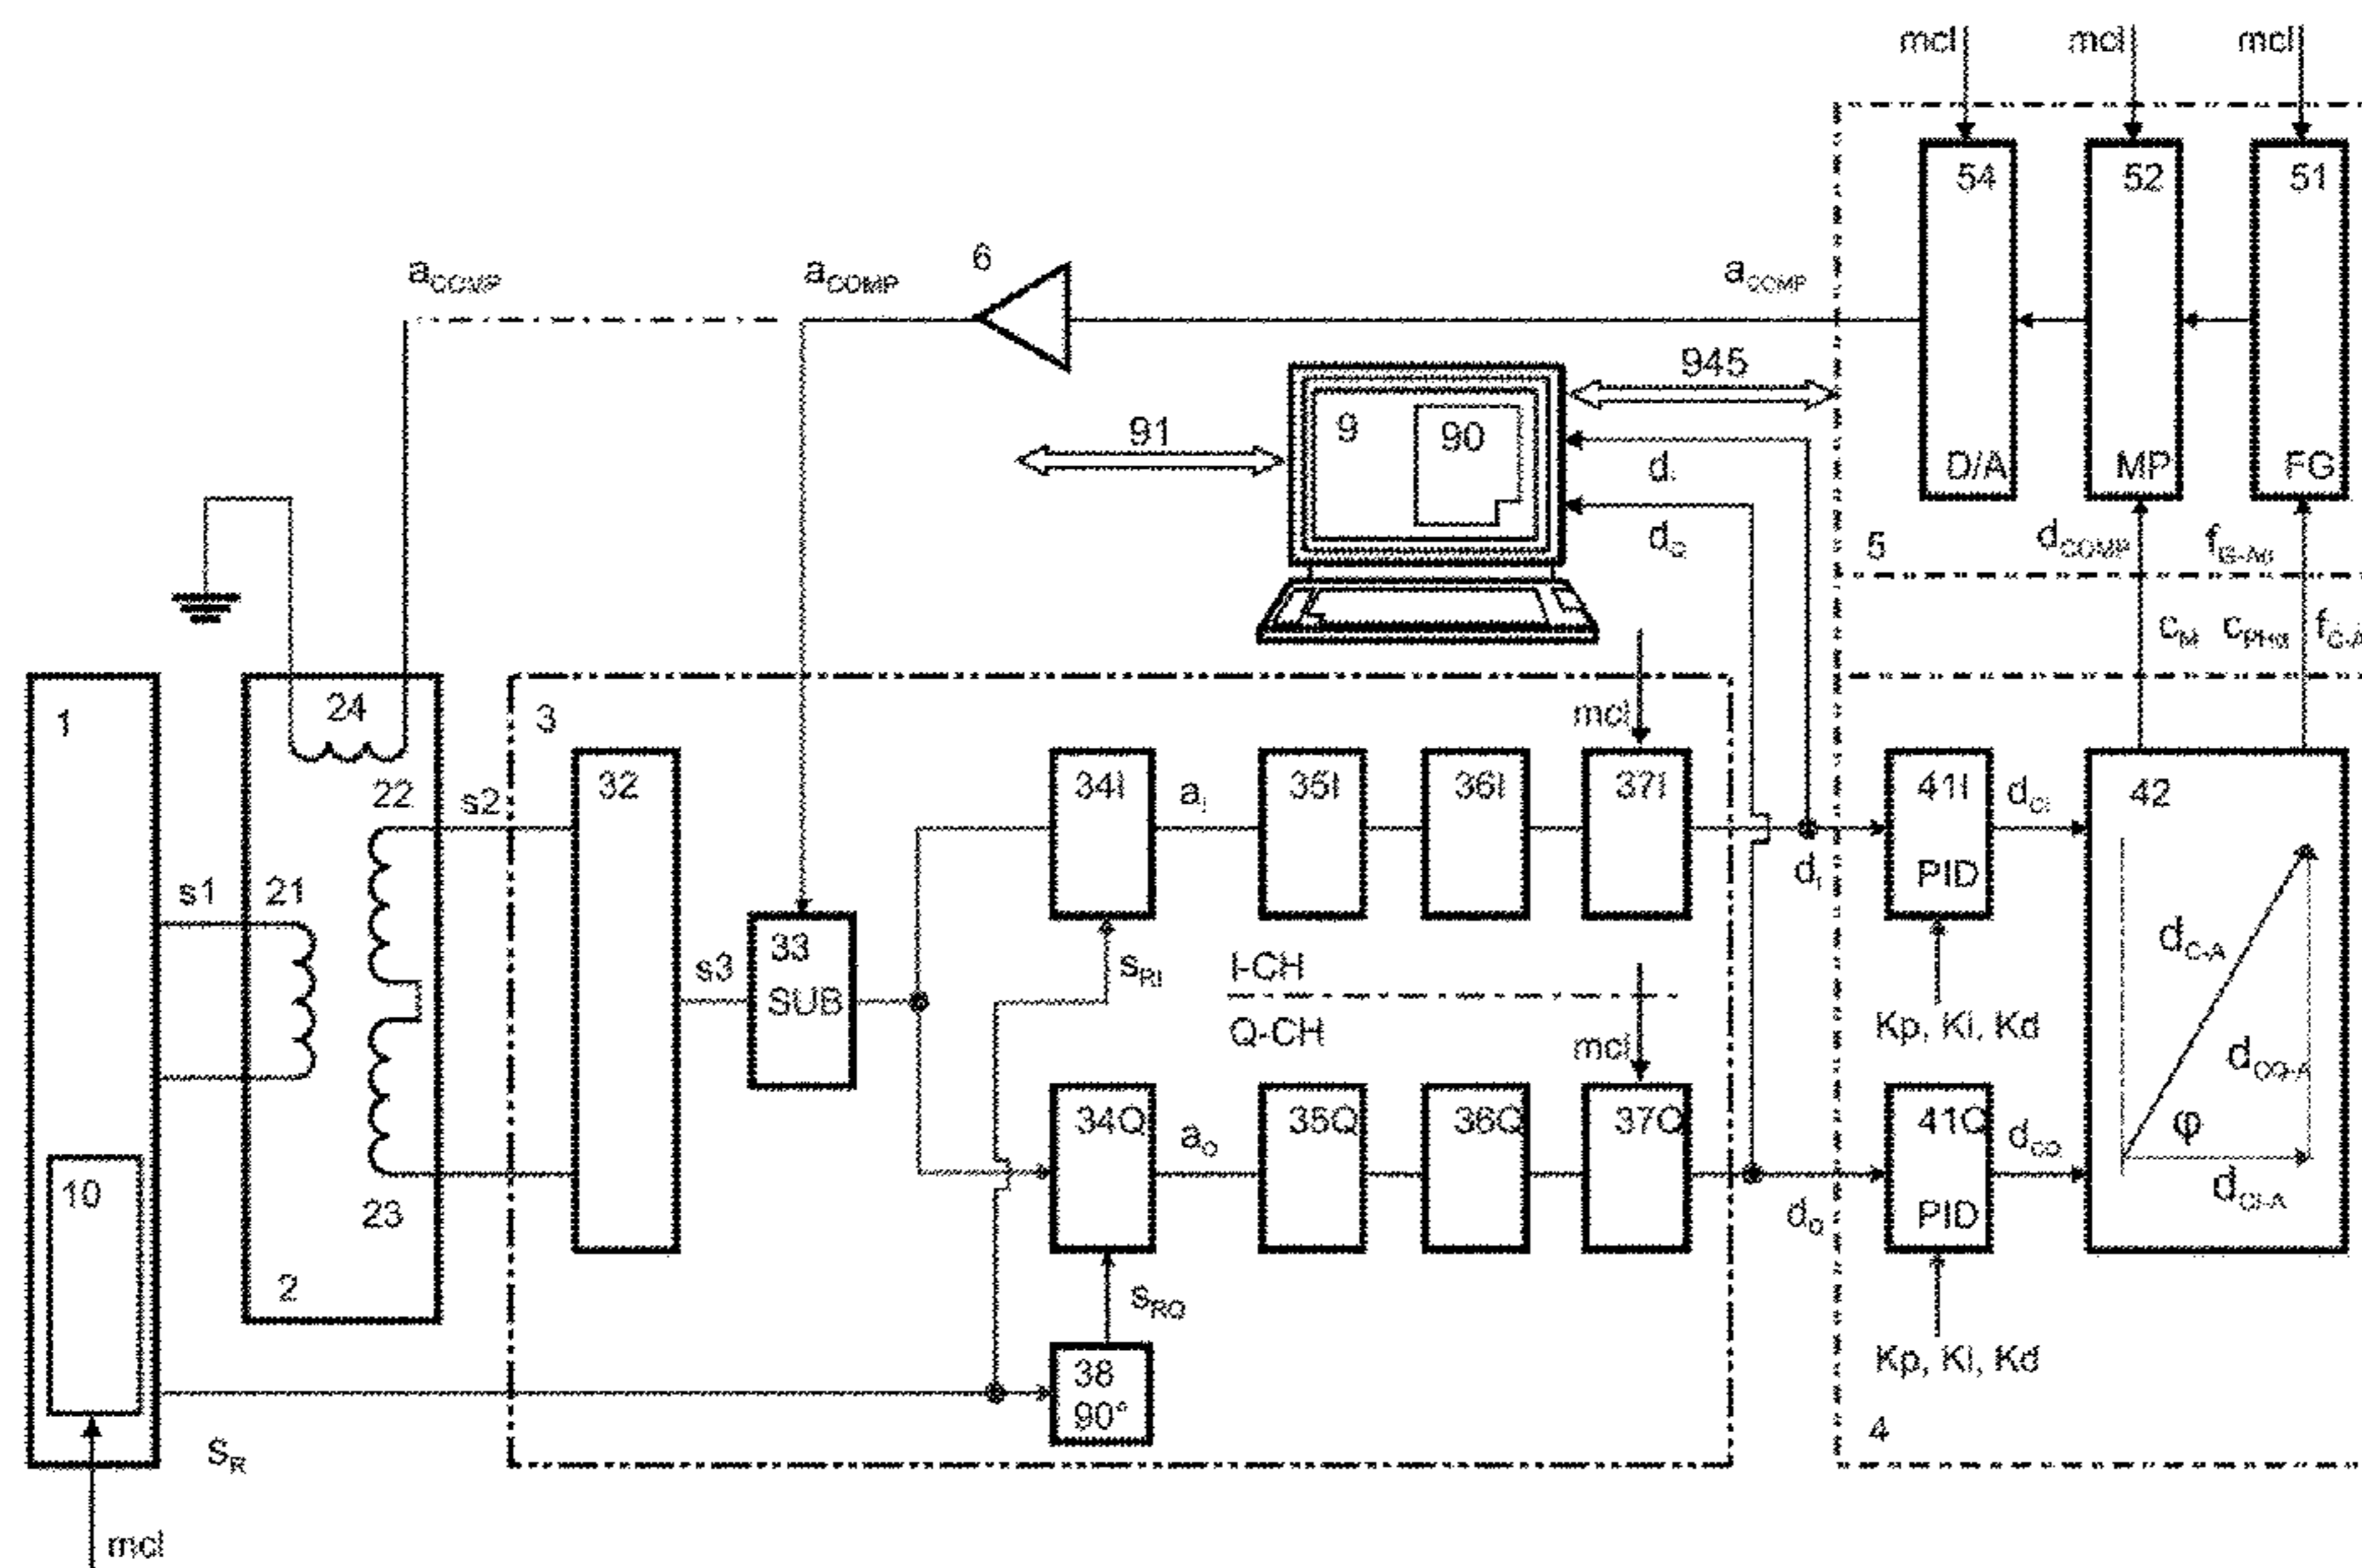 mcl mcl mcl
54 52 51
6
aCOMP aCOMP aCOMP
945
91 9 90
D/A MP FG
dI
dQ
5 dCOMP
cM cPHa
1 24 3 mcl
22 s2 32 34I aI 35I 36I 37I 41I dCI 42
PID
dI
s1 21 33 dC-A
s3 SUB sRI I-CH
Q-CH Kp, Ki, Kd
mcl dCQ-A
34Q aQ 35Q 36Q 37Q 41Q dCQ φ
10 dCI-A
23 dQ PID
2 sRQ
38 Kp, Ki, Kd
90°
SR 4
mcl